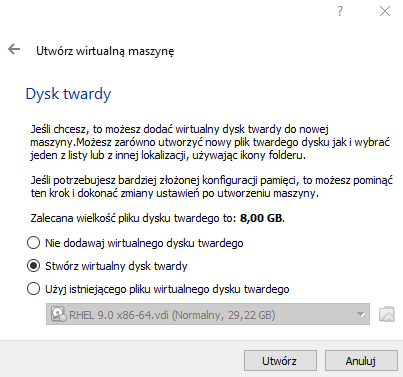 ?
Utwórz wirtualną maszynę
Dysk twardy
Jeśli chcesz, to możesz dodać wirtualny dysk twardy do nowej
maszyny.Możesz zarówno utworzyć nowy plik twardego dysku jak i wybrać
jeden z listy lub z innej lokalizacji, używając ikony folderu.
Jeśli potrzebujesz bardziej złożonej konfiguracji pamięci, to możesz pominąć
ten krok i dokonać zmiany ustawień po utworzeniu maszyny.
Zalecana wielkość pliku dysku twardego to: 8,00 GB.
Nie dodawaj wirtualnego dysku twardego
Stwórz wirtualny dysk twardy
Użyj istniejącego pliku wirtualnego dysku twardego
RHEL 9.0 x86-64.vdi (Normalny, 29,22 GB)
Utwórz Anuluj